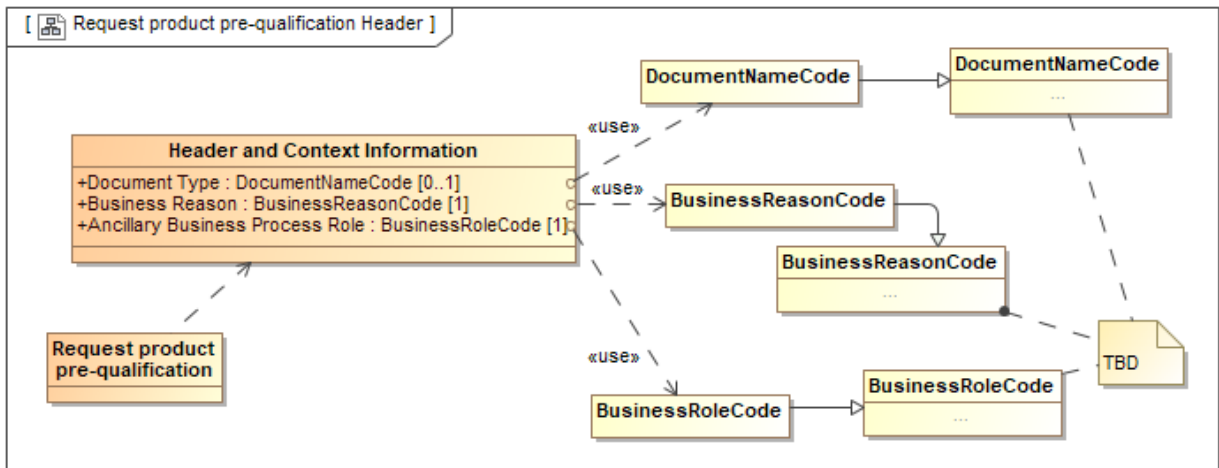 [ Request product pre-qualification Header ]
DocumentNameCode
DocumentNameCode
...
«use»
Header and Context Information
+Document Type : DocumentNameCode [0..1]
+Business Reason : BusinessReasonCode [1]
+Ancillary Business Process Role : BusinessRoleCode [1]
«use»
BusinessReasonCode
BusinessReasonCode
...
Request product
pre-qualification
«use»
TBD
BusinessRoleCode
BusinessRoleCode
...